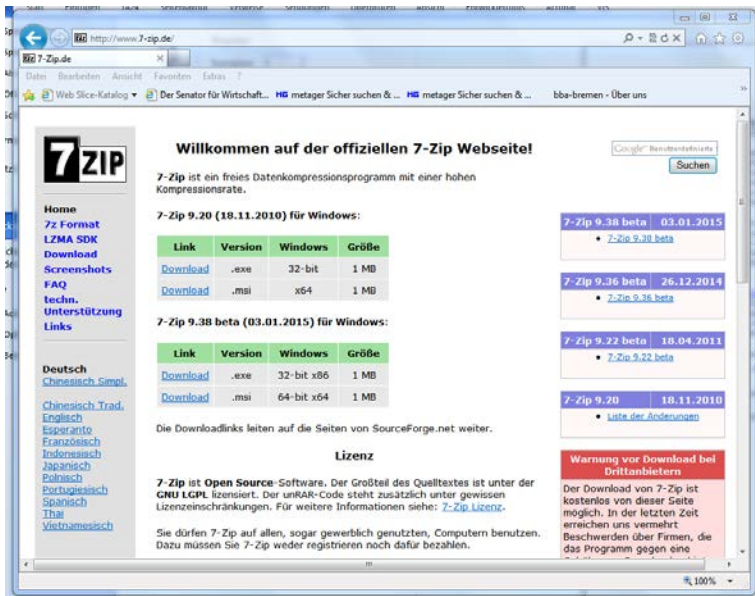 http://www.7-zip.de/
7-Zip.de
Datei Bearbeiten Ansicht Favoriten Extras ?
Web Slice-Katalog
Der Senator für Wirtschaft...
MG metager Sicher suchen & ...
MG metager Sicher suchen & ...
bba-bremen - Über uns
7 ZIP
Home
7z Format
LZMA SDK
Download
Screenshots
FAQ
techn.
Unterstützung
Links
Deutsch
Chinesisch Simpl.
Chinesisch Trad.
Englisch
Esperanto
Französisch
Indonesisch
Japanisch
Polnisch
Portugiesisch
Spanisch
Thai
Vietnamesisch
Willkommen auf der offiziellen 7-Zip Webseite!
7-Zip ist ein freies Datenkompressionsprogramm mit einer hohen
Kompressionsrate.
7-Zip 9.20 (18.11.2010) für Windows:
Link Version Windows Größe
Download .exe 32-bit 1 MB
Download .msi x64 1 MB
7-Zip 9.38 beta (03.01.2015) für Windows:
Link Version Windows Größe
Download .exe 32-bit x86 1 MB
Download .msi 64-bit x64 1 MB
Die Downloadlinks leiten auf die Seiten von SourceForge.net weiter.
Lizenz
7-Zip ist Open Source-Software. Der Großteil des Quelltextes ist unter der
GNU LGPL lizensiert. Der unRAR-Code steht zusätzlich unter gewissen
Lizenzeinschränkungen. Für weitere Informationen siehe: 7-Zip Lizenz.
Sie dürfen 7-Zip auf allen, sogar gewerblich genutzten, Computern benutzen.
Dazu müssen Sie 7-Zip weder registrieren noch dafür bezahlen.
Google™ Benutzerdefinierte
Suchen
7-Zip 9.38 beta 03.01.2015
7-Zip 9.38 beta
7-Zip 9.36 beta 26.12.2014
7-Zip 9.36 beta
7-Zip 9.22 beta 18.04.2011
7-Zip 9.22 beta
7-Zip 9.20 18.11.2010
Liste der Änderungen
Warnung vor Download bei
Drittanbietern
Der Download von 7-Zip ist
kostenlos von dieser Seite
möglich. In der letzten Zeit
erreichen uns vermehrt
Beschwerden über Firmen, die
das Programm gegen eine
100%